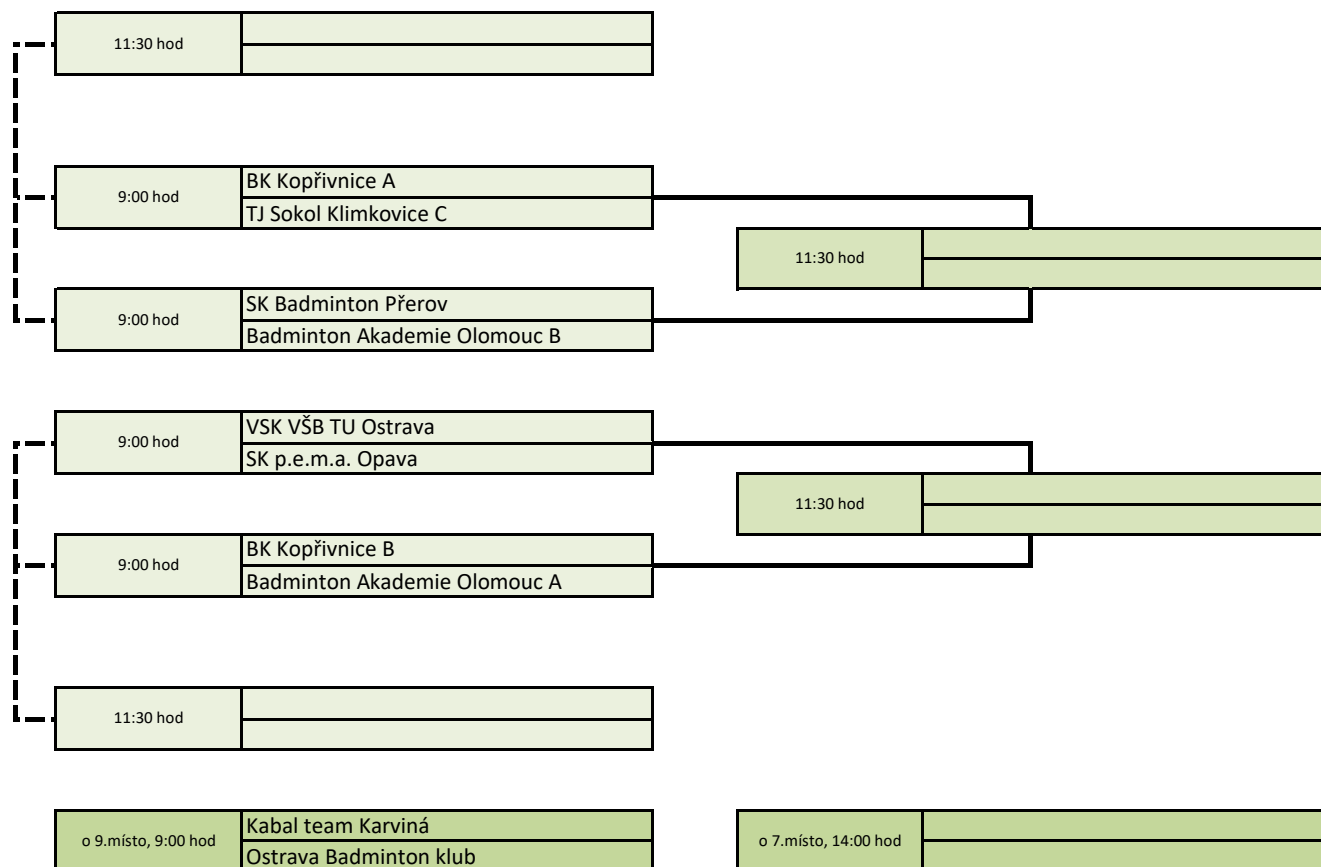 11:30 hod
9:00 hod
BK Kopřivnice A
TJ Sokol Klimkovice C
11:30 hod
9:00 hod
SK Badminton Přerov
Badminton Akademie Olomouc B
9:00 hod
VSK VŠB TU Ostrava
SK p.e.m.a. Opava
11:30 hod
9:00 hod
BK Kopřivnice B
Badminton Akademie Olomouc A
11:30 hod
o 9.místo, 9:00 hod
Kabal team Karviná
Ostrava Badminton klub
o 7.místo, 14:00 hod